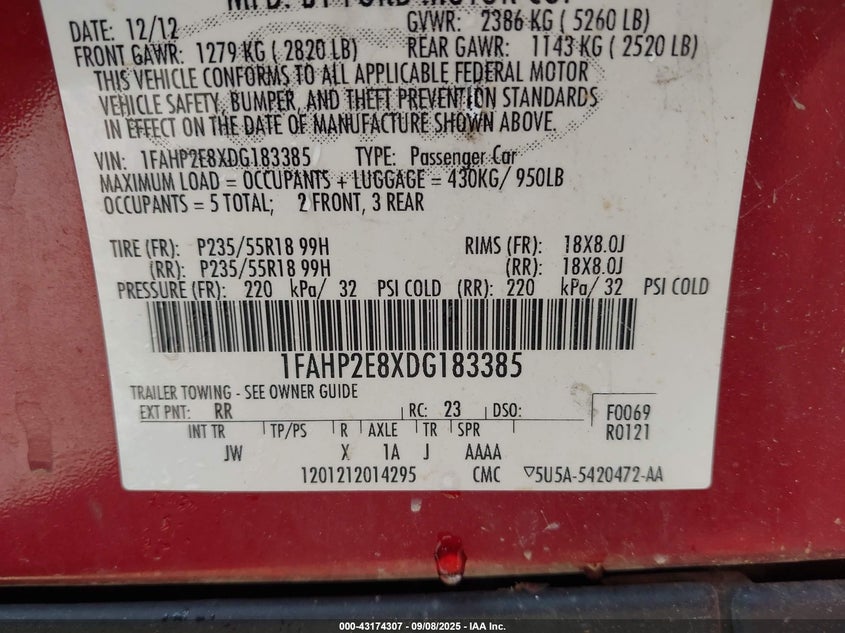 MFD. BY FORD MOTOR CO.
DATE: 12/12 GVWR: 2386 KG ( 5260 LB)
FRONT GAWR: 1279 KG ( 2820 LB) REAR GAWR: 1143 KG ( 2520 LB)
THIS VEHICLE CONFORMS TO ALL APPLICABLE FEDERAL MOTOR
VEHICLE SAFETY, BUMPER, AND THEFT PREVENTION STANDARDS
IN EFFECT ON THE DATE OF MANUFACTURE SHOWN ABOVE.
VIN: 1FAHP2E8XDG183385 TYPE: Passenger Car
MAXIMUM LOAD = OCCUPANTS + LUGGAGE = 430KG/ 950LB
OCCUPANTS = 5 TOTAL; 2 FRONT, 3 REAR
TIRE (FR): P235/55R18 99H RIMS (FR): 18X8.0J
(RR): P235/55R18 99H (RR): 18X8.0J
PRESSURE (FR): 220 kPa/ 32 PSI COLD (RR): 220 kPa/ 32 PSI COLD
1FAHP2E8XDG183385
TRAILER TOWING - SEE OWNER GUIDE
EXT PNT: RR RC: 23 DSO: F0069
INT TR TP/PS R AXLE TR SPR R0121
JW X 1A J AAAA
1201212014295 CMC ▽5U5A-5420472-AA
000-43174307 - 09/08/2025 - IAA Inc.